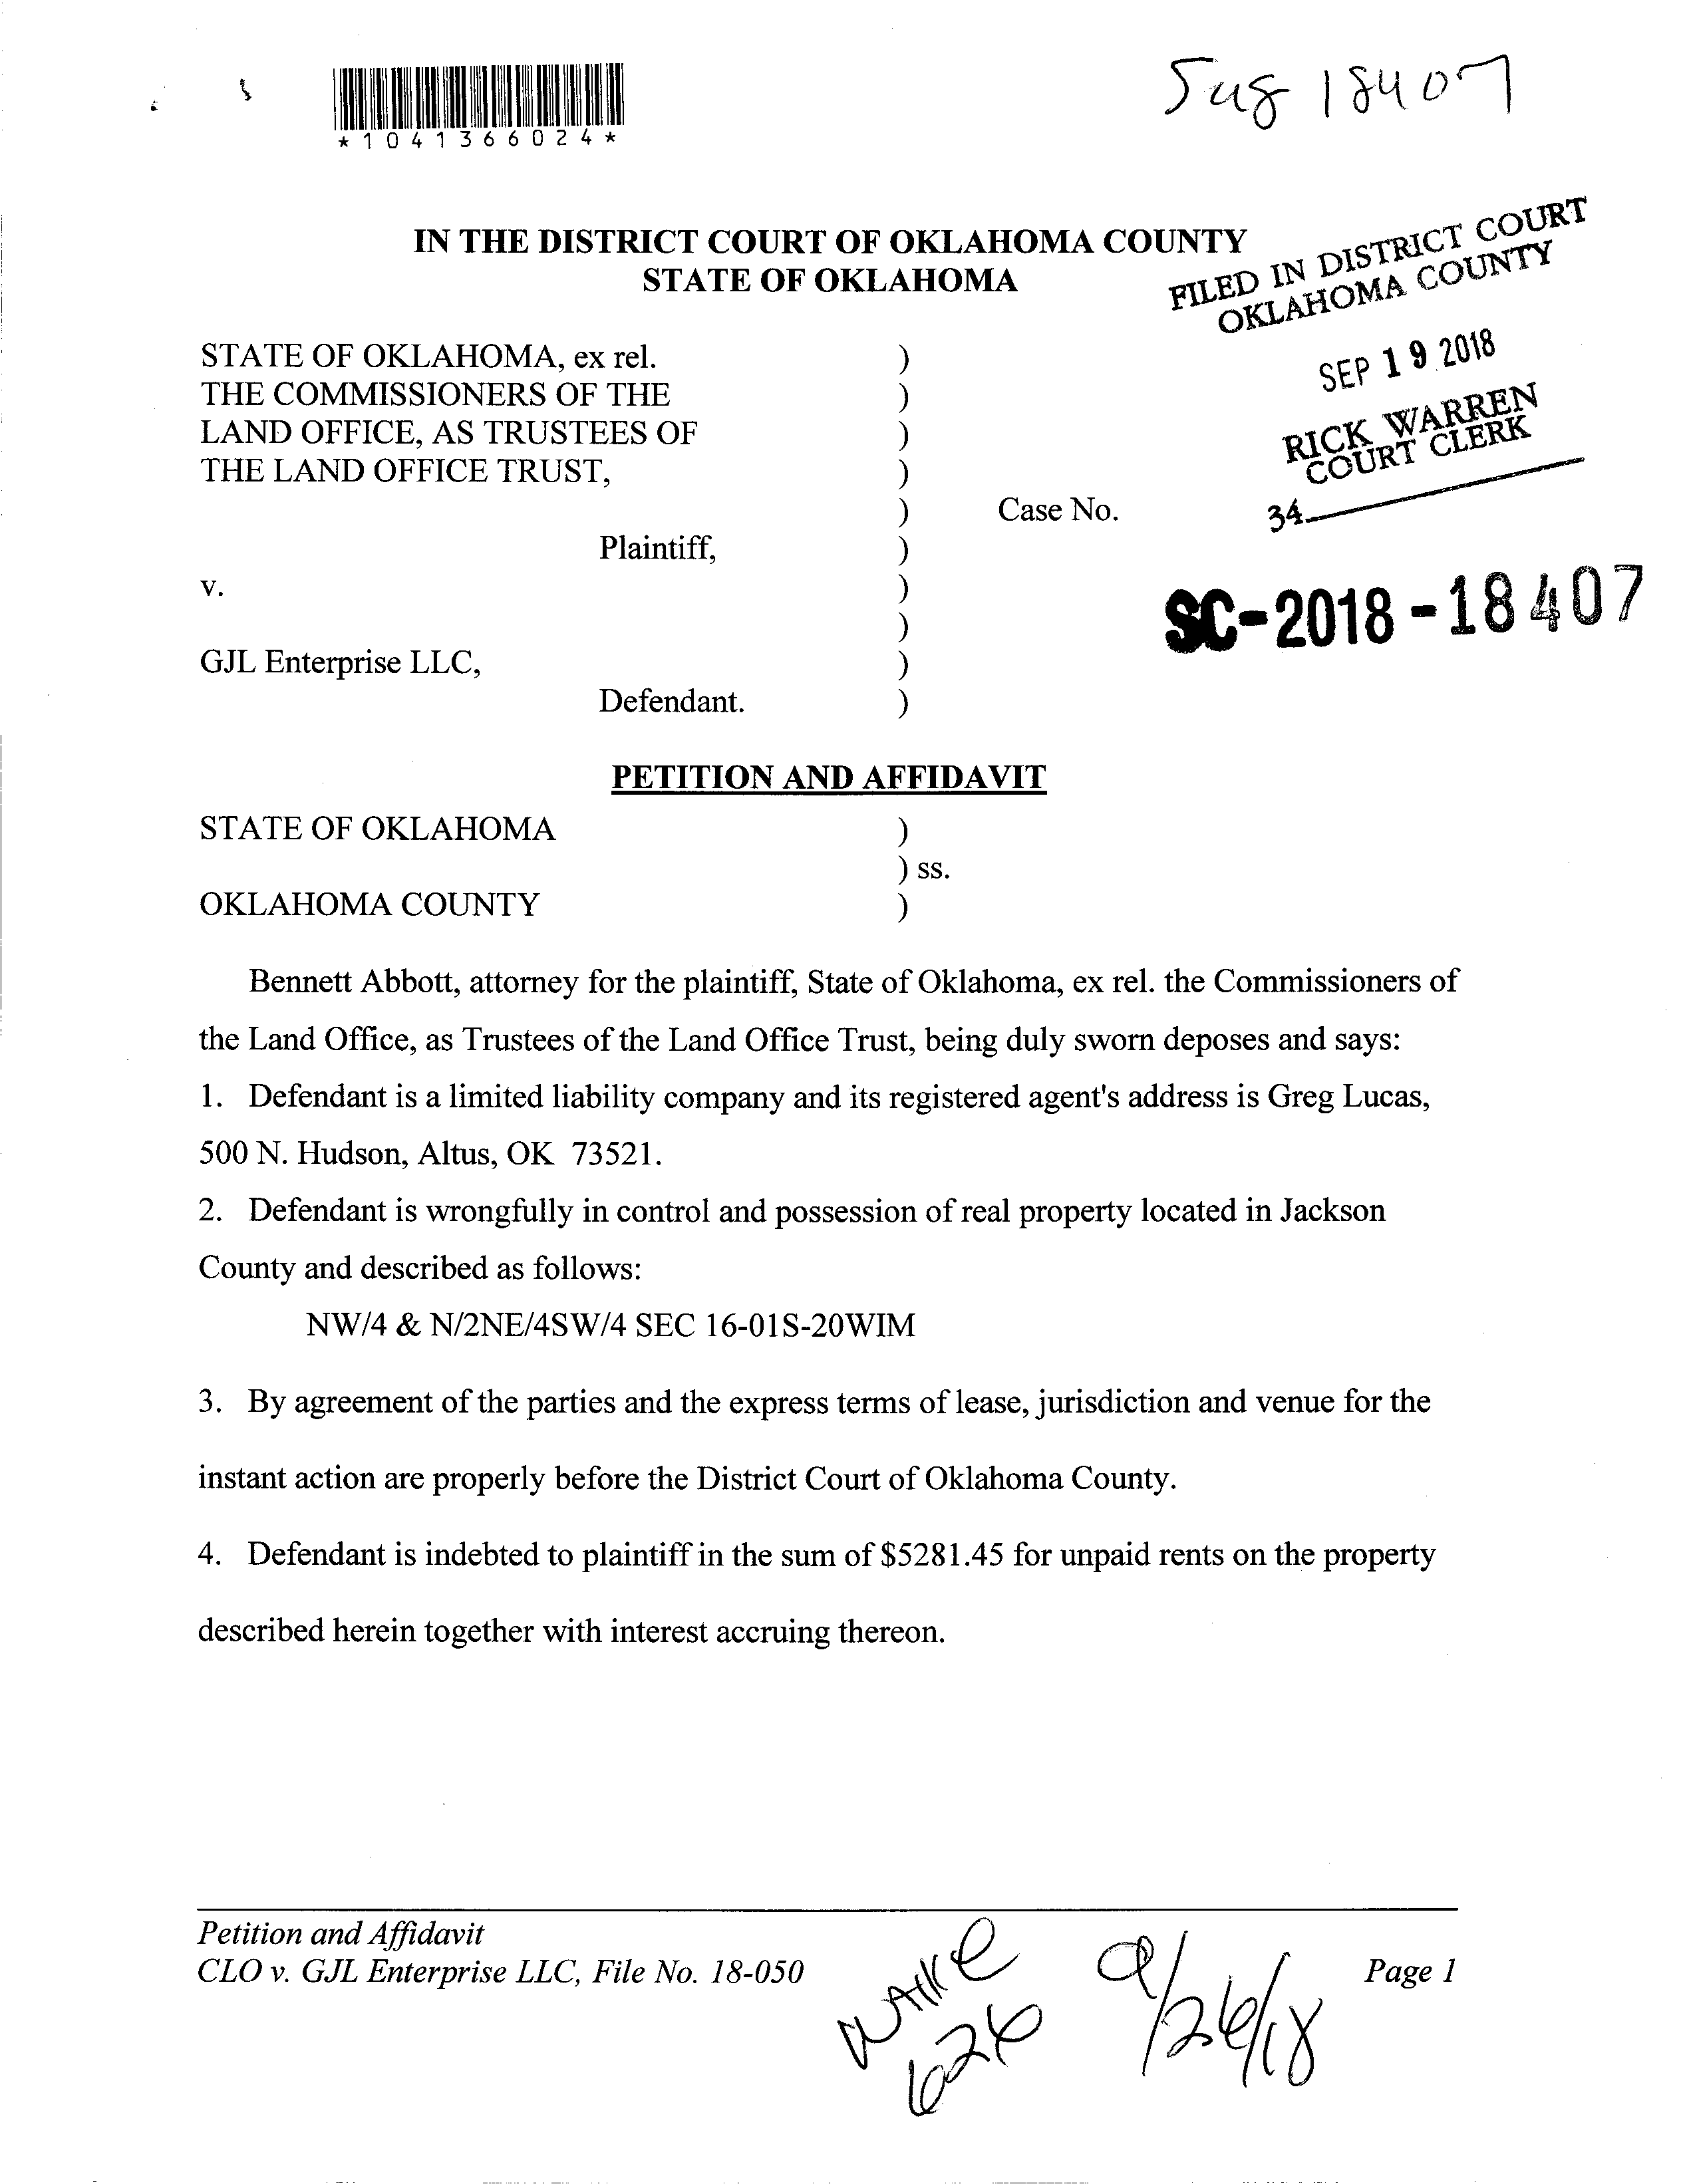 *1041366024*
18407
IN THE DISTRICT COURT OF OKLAHOMA COUNTY
STATE OF OKLAHOMA
FILED IN DISTRICT COURT
OKLAHOMA COUNTY
SEP 19 2018
RICK WARREN
COURT CLERK
34
STATE OF OKLAHOMA, ex rel. )
THE COMMISSIONERS OF THE )
LAND OFFICE, AS TRUSTEES OF )
THE LAND OFFICE TRUST, )
) Case No.
Plaintiff, )
v. )
)
GJL Enterprise LLC, )
Defendant. )
SC-2018-18407
PETITION AND AFFIDAVIT
STATE OF OKLAHOMA )
) ss.
OKLAHOMA COUNTY )
Bennett Abbott, attorney for the plaintiff, State of Oklahoma, ex rel. the Commissioners of
the Land Office, as Trustees of the Land Office Trust, being duly sworn deposes and says:
1. Defendant is a limited liability company and its registered agent's address is Greg Lucas,
500 N. Hudson, Altus, OK 73521.
2. Defendant is wrongfully in control and possession of real property located in Jackson
County and described as follows:
NW/4 & N/2NE/4SW/4 SEC 16-01S-20WIM
3. By agreement of the parties and the express terms of lease, jurisdiction and venue for the
instant action are properly before the District Court of Oklahoma County.
4. Defendant is indebted to plaintiff in the sum of $5281.45 for unpaid rents on the property
described herein together with interest accruing thereon.
Petition and Affidavit
CLO v. GJL Enterprise LLC, File No. 18-050
Page 1
626
9/26/18